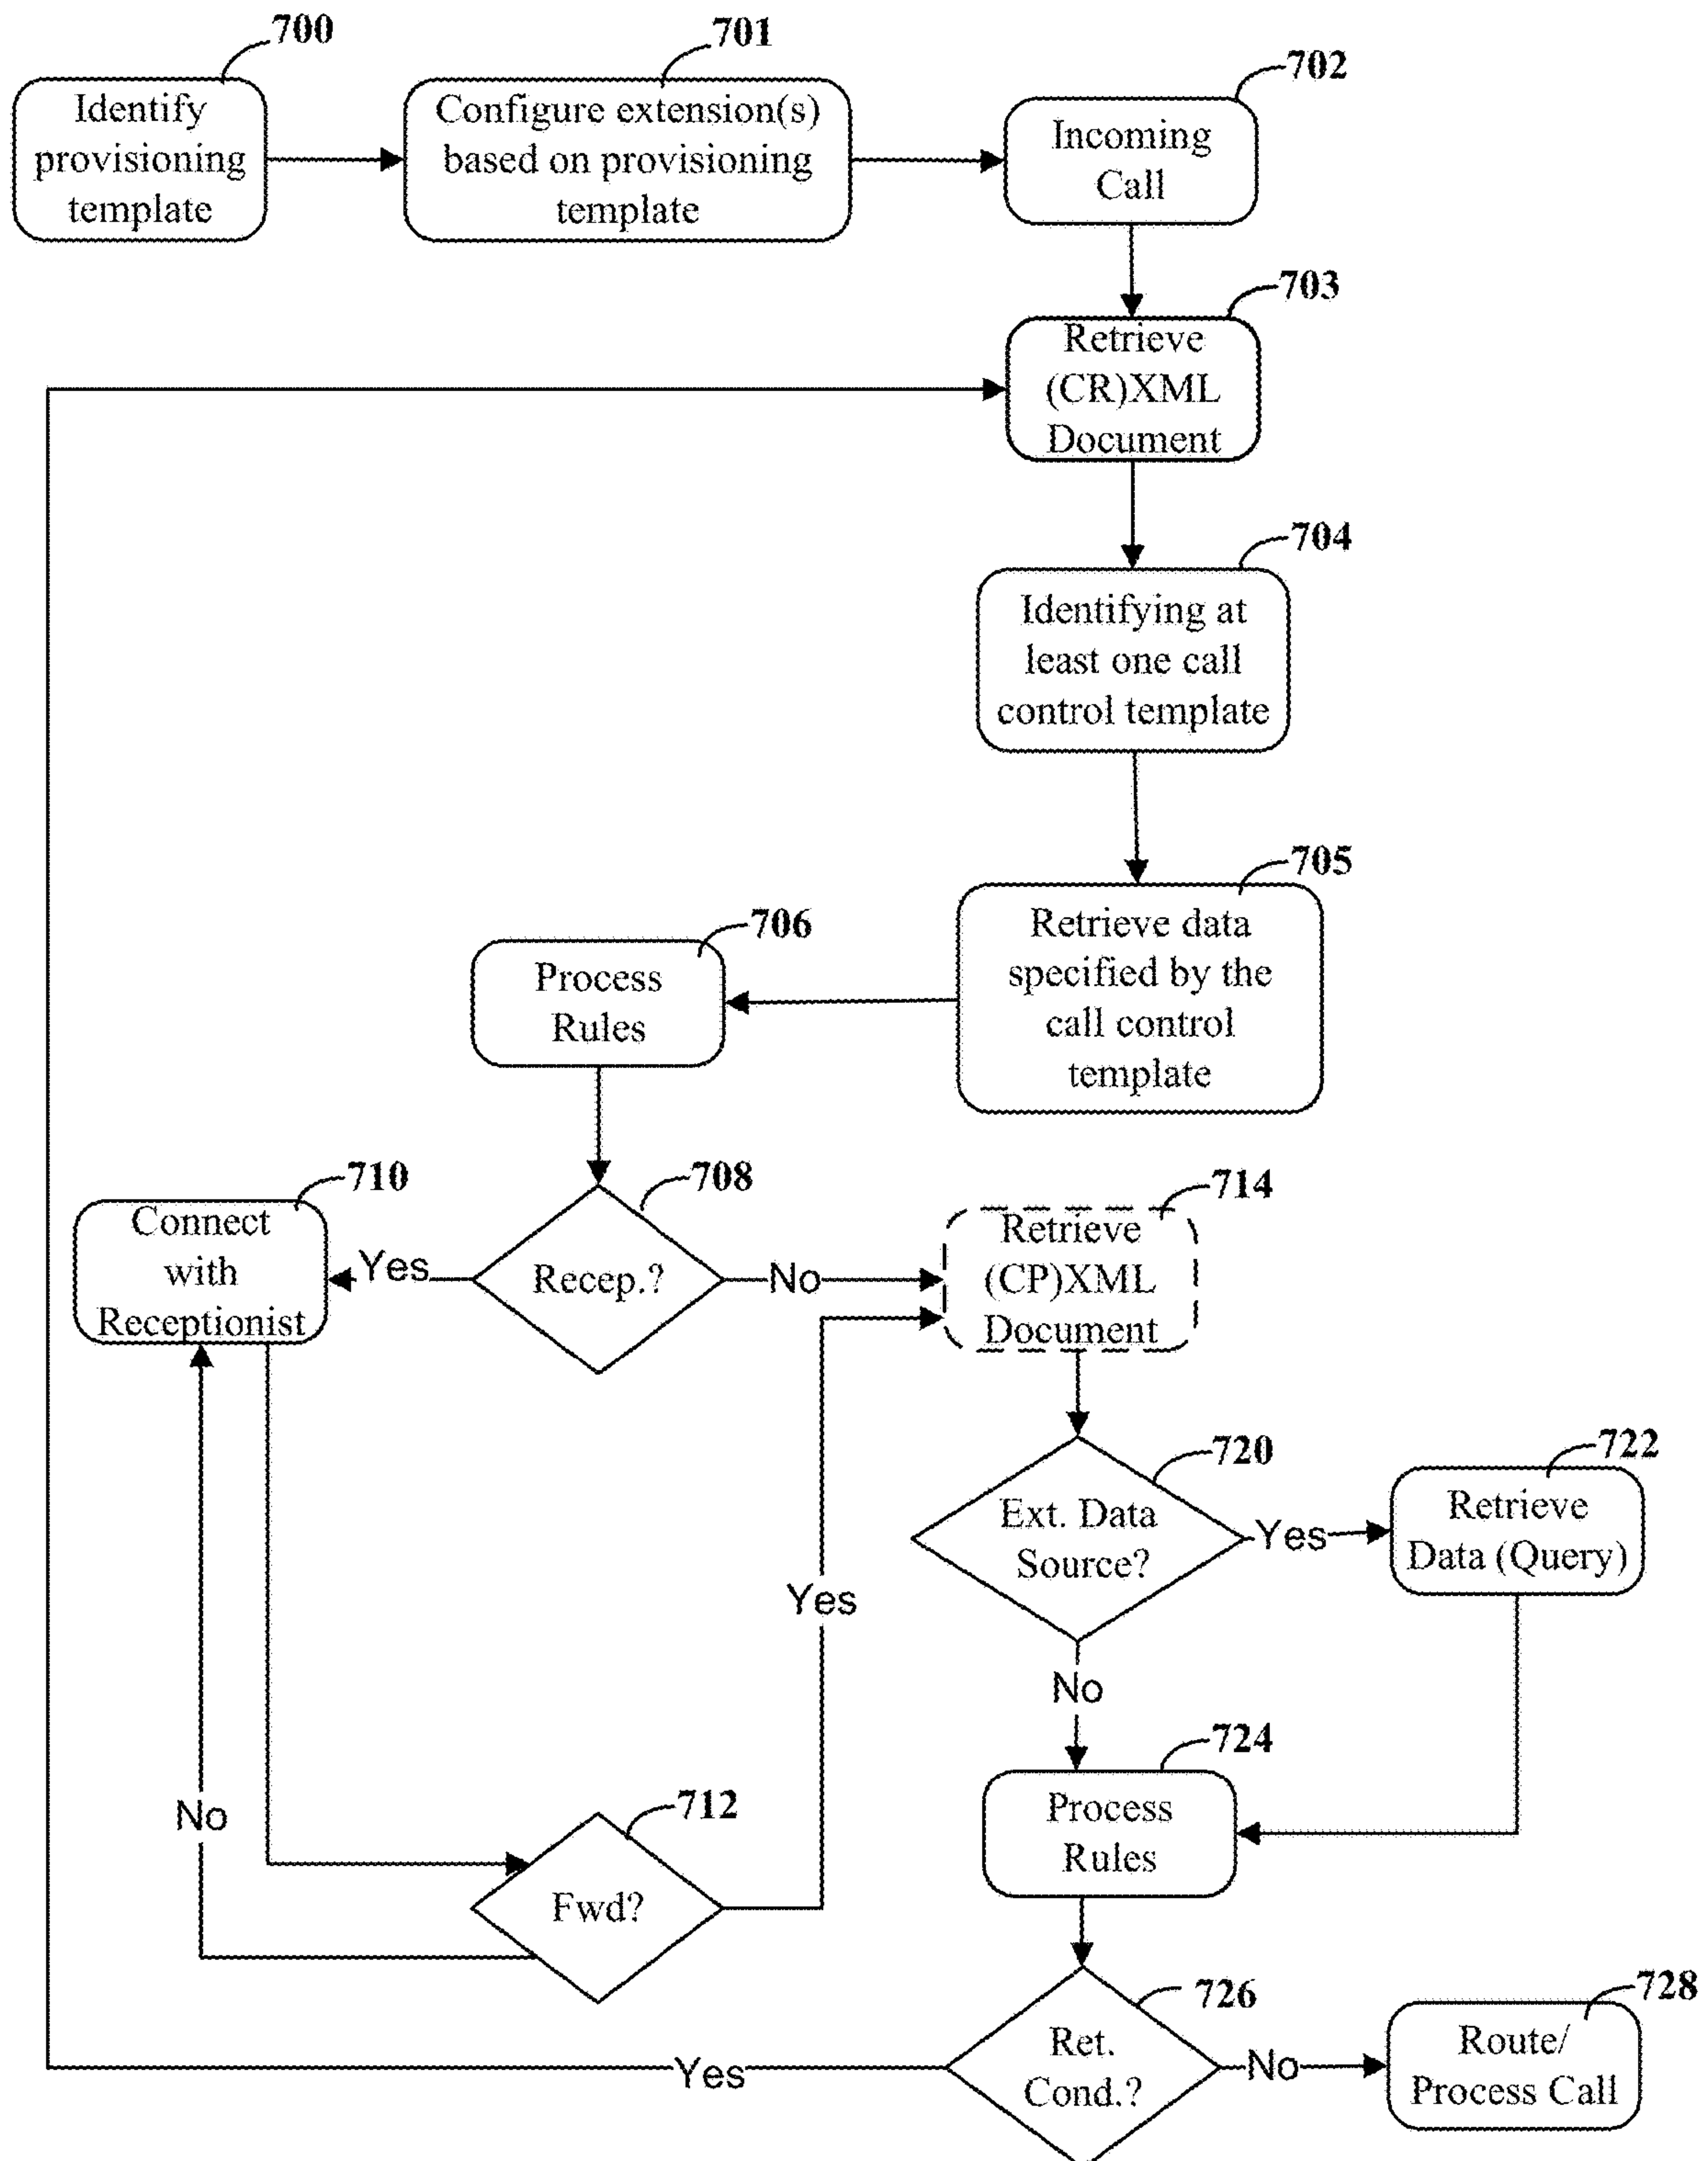 700
Identify
provisioning
template
701
Configure extension(s)
based on provisioning
template
702
Incoming
Call
703
Retrieve
(CR)XML
Document
704
Identifying at
least one call
control template
705
Retrieve data
specified by the
call control
template
706
Process
Rules
708
Recep.?
Yes
No
710
Connect
with
Receptionist
714
Retrieve
(CP)XML
Document
720
Ext. Data
Source?
Yes
No
722
Retrieve
Data (Query)
712
Fwd?
Yes
No
724
Process
Rules
726
Ret.
Cond.?
Yes
No
728
Route/
Process Call